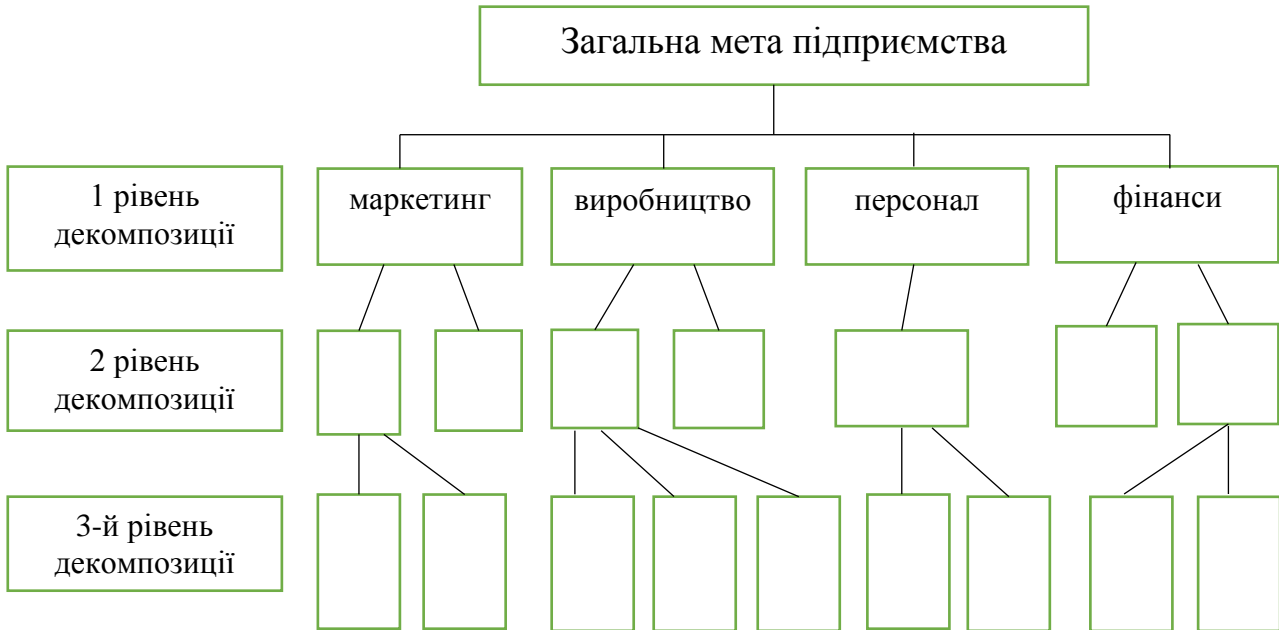 Загальна мета підприємства
1 рівень
декомпозиції
маркетинг
виробництво
персонал
фінанси
2 рівень
декомпозиції
3-й рівень
декомпозиції